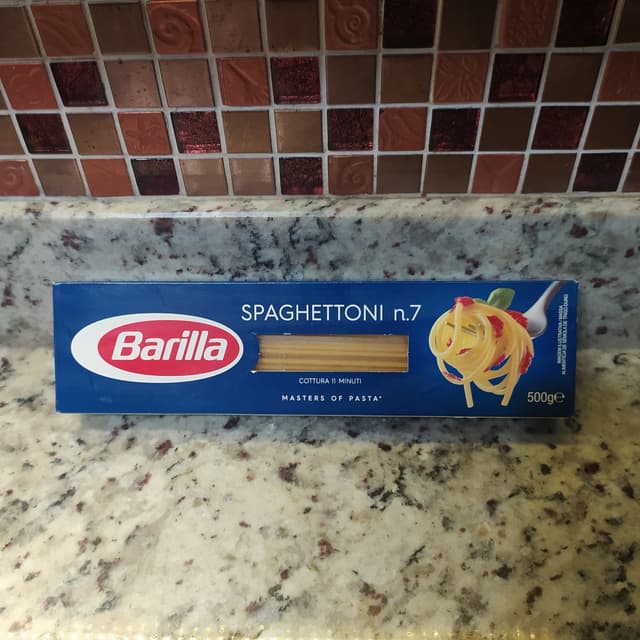 SPAGHETTONI n.7
Barilla
COTTURA 11 MINUTI
MASTERS OF PASTA
500g℮